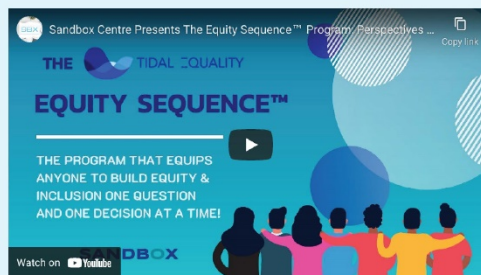 SBX Sandbox Centre Presents The Equity Sequence™ Program: Perspectives ...
Copy link
THE TIDAL EQUALITY
EQUITY SEQUENCE™
THE PROGRAM THAT EQUIPS
ANYONE TO BUILD EQUITY &
INCLUSION ONE QUESTION
AND ONE DECISION AT A TIME!
SANDBOX
Watch on YouTube